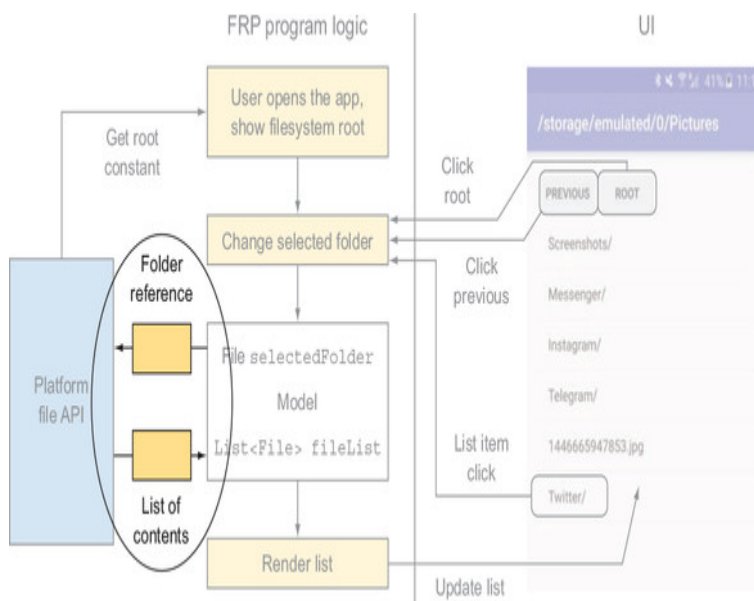 FRP program logic
UI
User opens the app,
show filesystem root
Get root
constant
41% 11:
/storage/emulated/0/Pictures
Click
root
PREVIOUS
ROOT
Change selected folder
Screenshots/
Click
previous
Folder
reference
Messenger/
File selectedFolder
Instagram/
Platform
file API
Model
Telegram/
List<File> fileList
List item
click
1446665947853.jpg
Twitter/
List of
contents
Render list
Update list